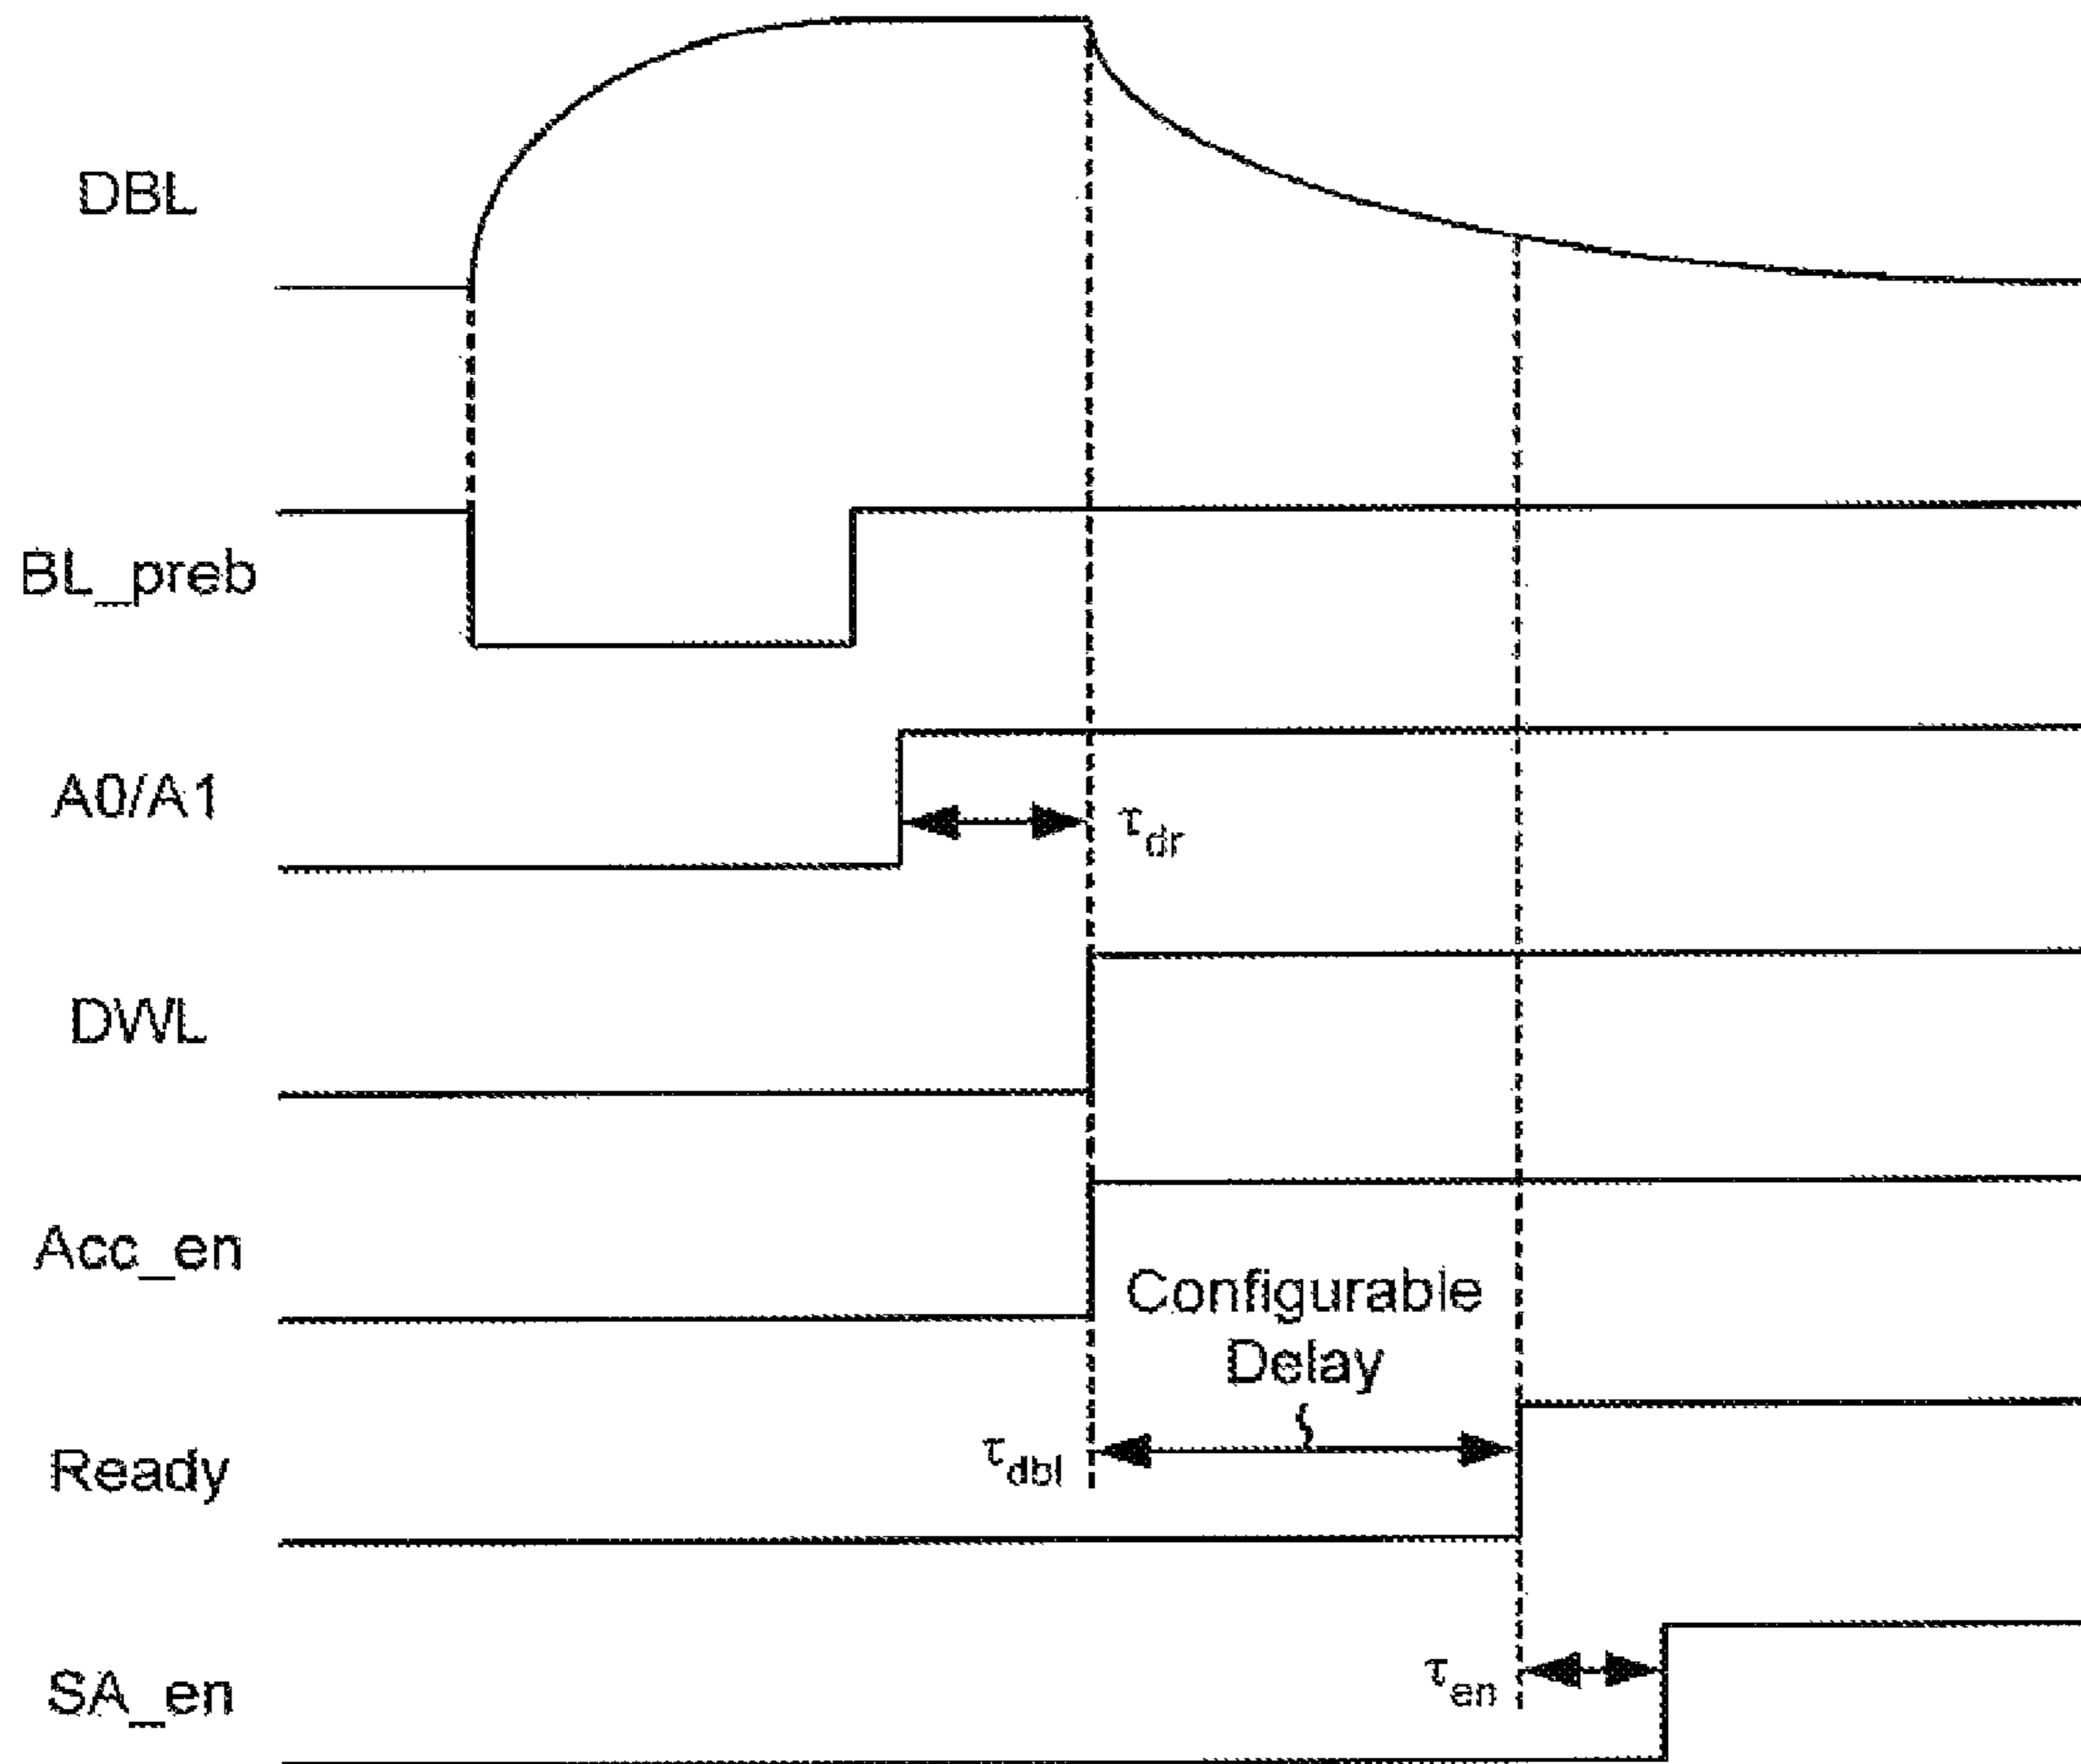 DBL
BL_preb
A0/A1
τdr
DWL
Acc_en
Configurable
Delay
Ready
τdbl
SA_en
τen